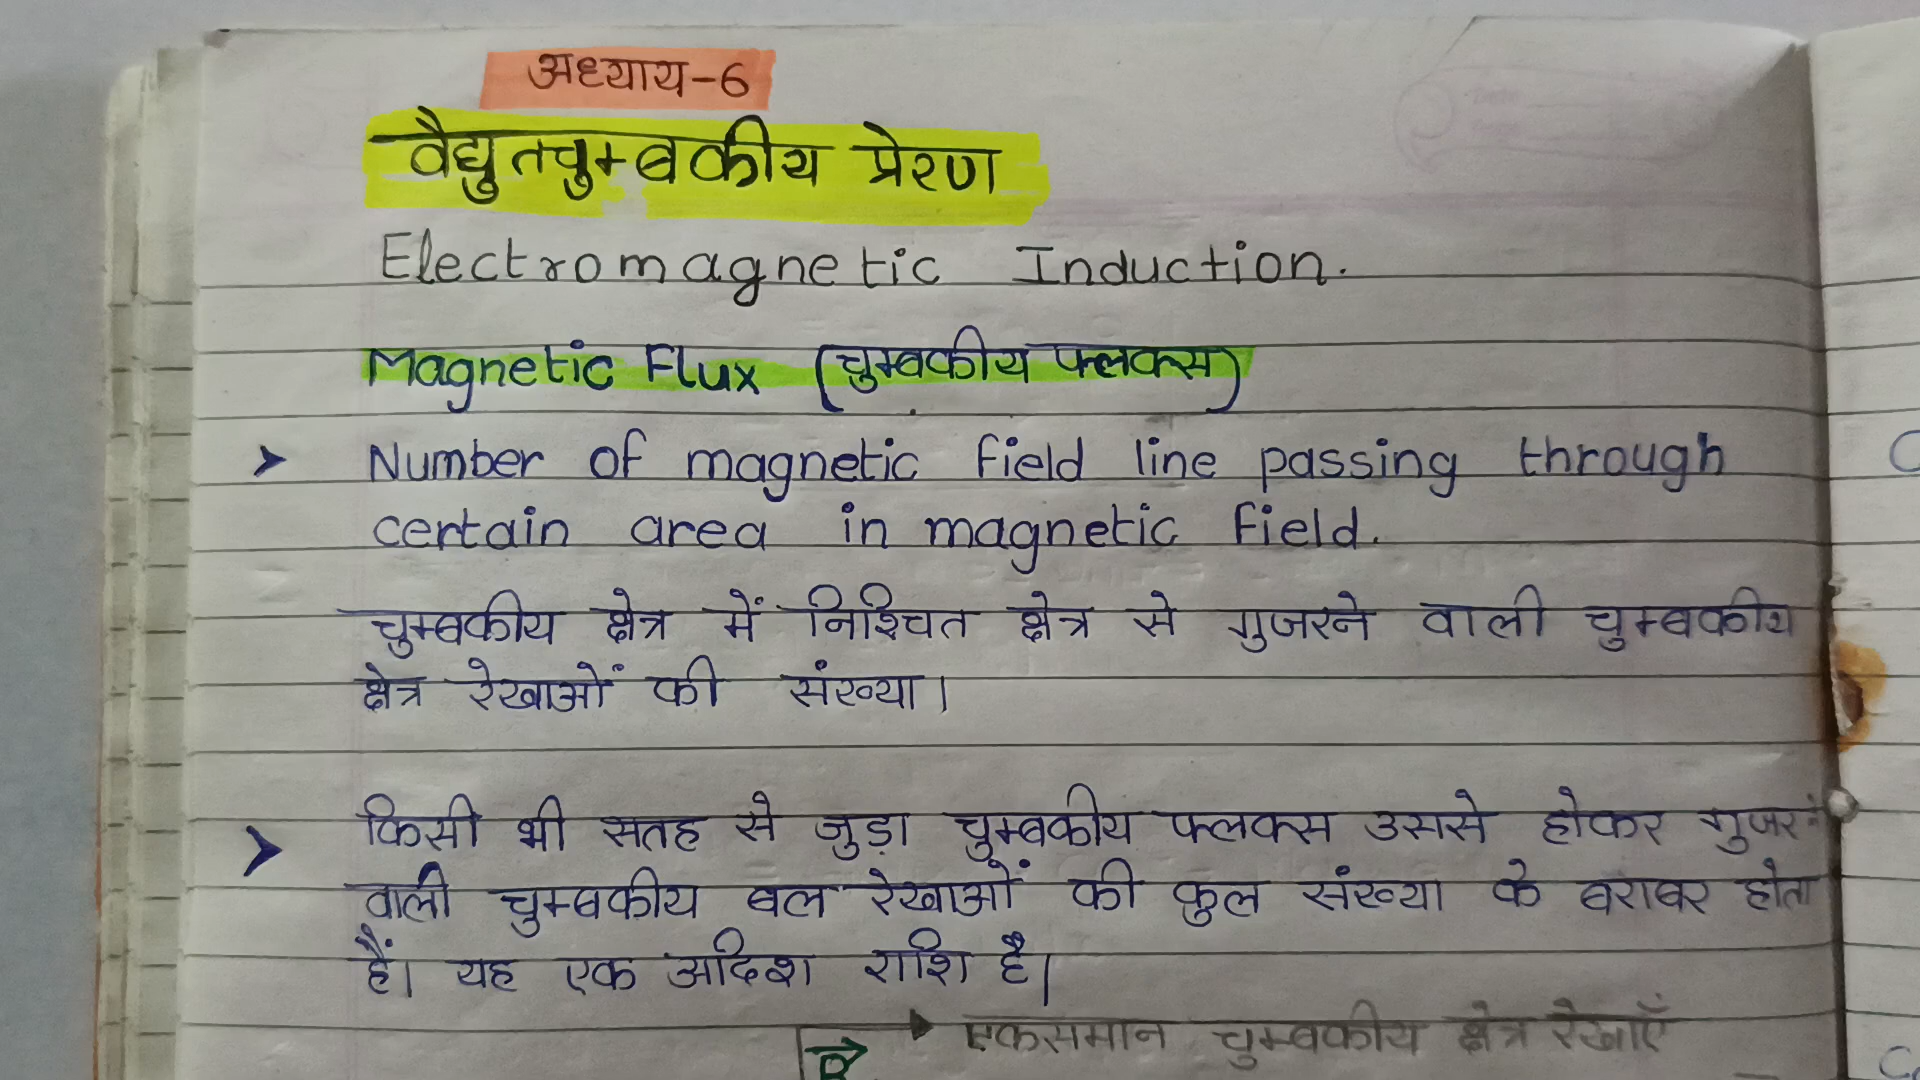 अध्याय-6
वैद्युतचुम्बकीय प्रेरण
Electromagnetic Induction.
Magnetic Flux (चुम्बकीय फ्लक्स)
Number of magnetic field line passing through
certain area in magnetic field.
चुम्बकीय क्षेत्र में निश्चित क्षेत्र से गुजरने वाली चुम्बकीय
क्षेत्र रेखाओं की संख्या।
किसी भी सतह से जुड़ा चुम्बकीय फ्लक्स उससे होकर गुजरने
वाली चुम्बकीय बल रेखाओं की कुल संख्या के बराबर होता
हैं। यह एक अदिश राशि है।
एकसमान चुम्बकीय क्षेत्र रेखाएँ